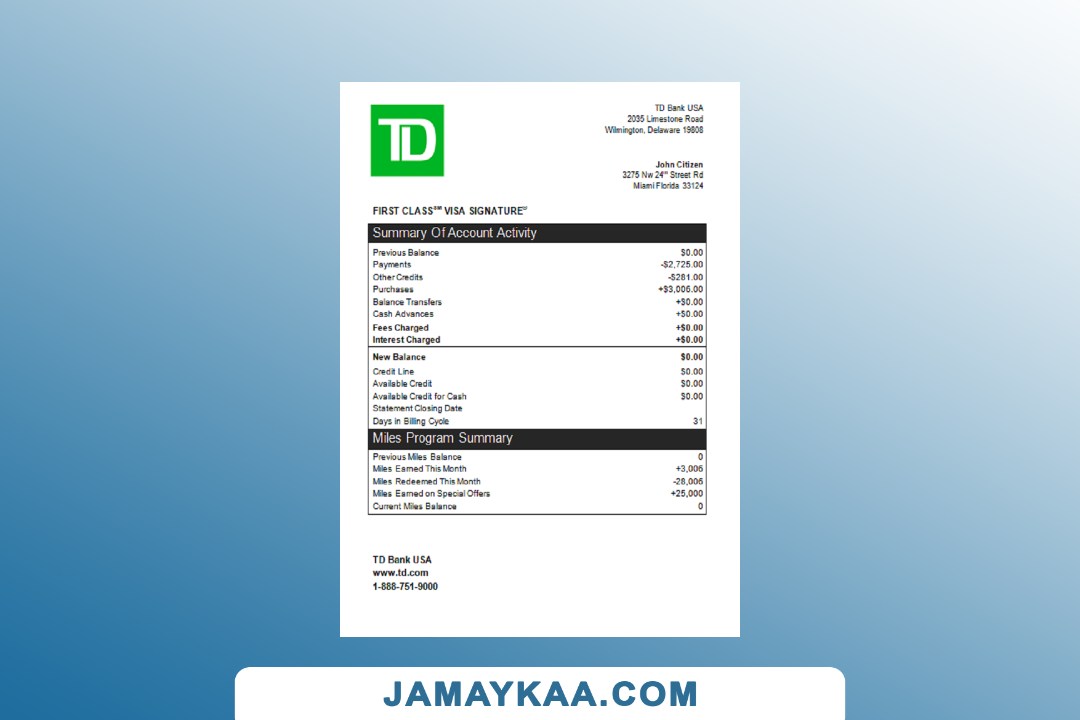 TD
TD Bank USA
2035 Limestone Road
Wilmington, Delaware 19808
John Citizen
3275 Nw 24th Street Rd
Miami Florida 33124
FIRST CLASS℠ VISA SIGNATURE®
Summary Of Account Activity
Previous Balance $0.00
Payments -$2,725.00
Other Credits -$281.00
Purchases +$3,006.00
Balance Transfers +$0.00
Cash Advances +$0.00
Fees Charged +$0.00
Interest Charged +$0.00
New Balance $0.00
Credit Line $0.00
Available Credit $0.00
Available Credit for Cash $0.00
Statement Closing Date
Days in Billing Cycle 31
Miles Program Summary
Previous Miles Balance 0
Miles Earned This Month +3,006
Miles Redeemed This Month -28,006
Miles Earned on Special Offers +25,000
Current Miles Balance 0
TD Bank USA
www.td.com
1-888-751-9000
JAMAYKAA.COM